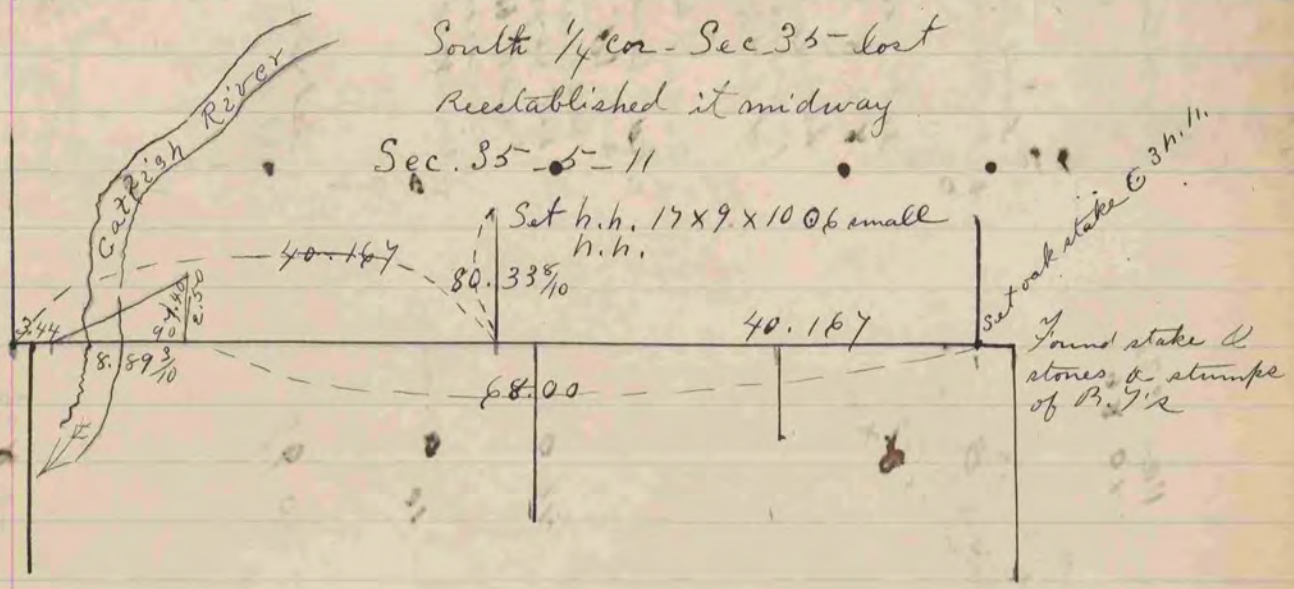 South 1/4 cor - Sec 35 - lost
Reestablished it midway
Catfish River
Sec. 35 - 5 - 11
Set oak stake & 3 h.h.
Set h.h. 17 x 9 x 10 & 6 small
h.h.
40.167
80.33 8/10
3.44
90
2.50
40.167
8.89 3/10
68.00
Found stake &
stones & stumps
of B.T's